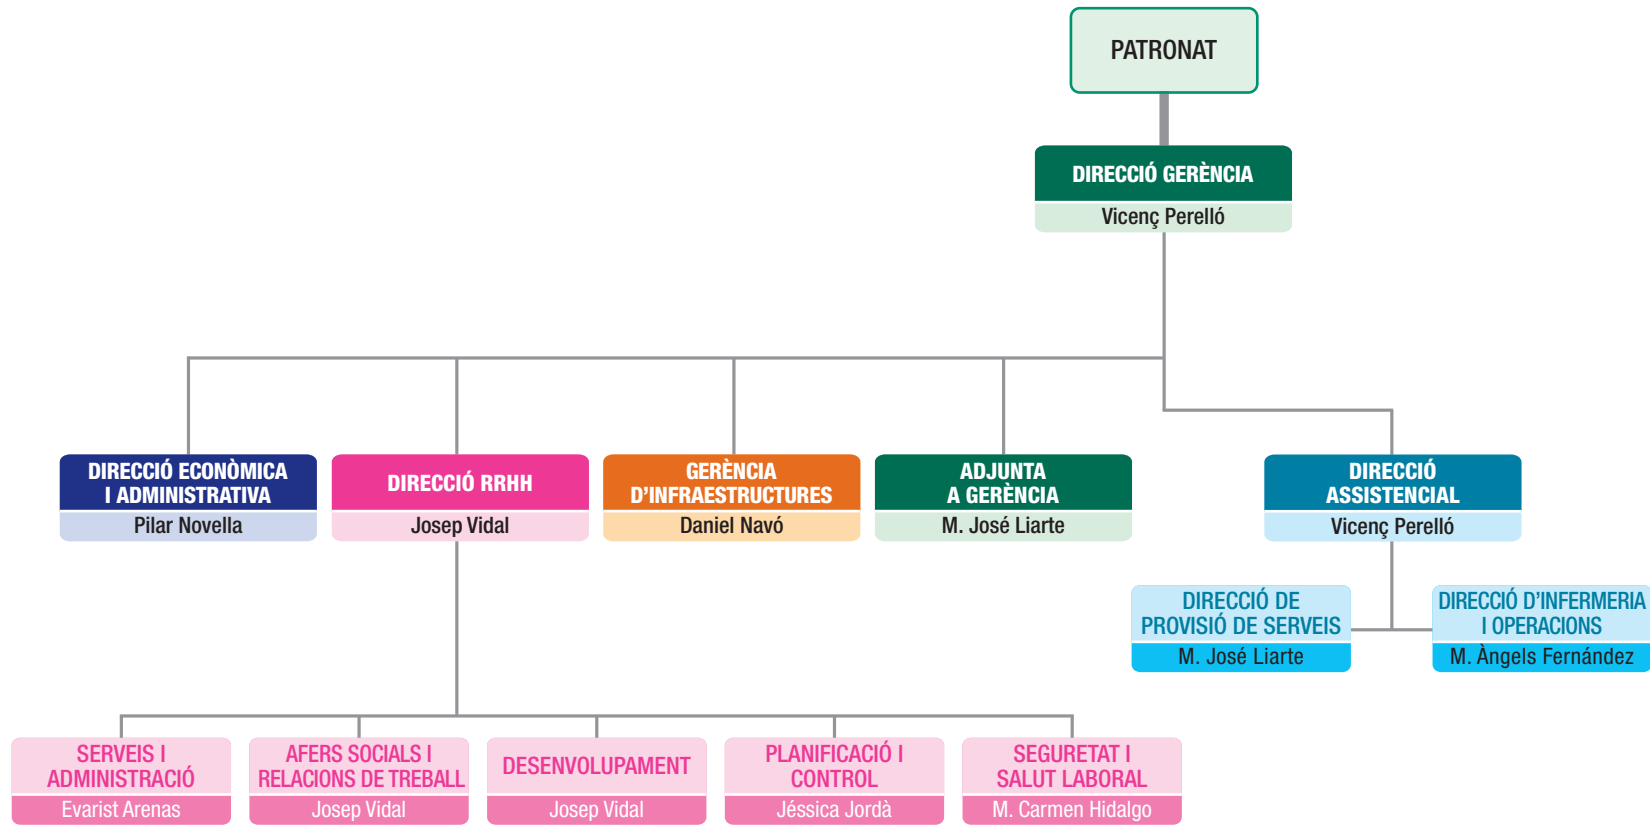 PATRONAT
DIRECCIÓ GERÈNCIA
Vicenç Perelló
DIRECCIÓ ECONÒMICA
I ADMINISTRATIVA
Pilar Novella
DIRECCIÓ RRHH
Josep Vidal
GERÈNCIA
D’INFRAESTRUCTURES
Daniel Navó
ADJUNTA
A GERÈNCIA
M. José Liarte
DIRECCIÓ
ASSISTENCIAL
Vicenç Perelló
DIRECCIÓ DE
PROVISIÓ DE SERVEIS
M. José Liarte
DIRECCIÓ D’INFERMERIA
I OPERACIONS
M. Àngels Fernández
SERVEIS I
ADMINISTRACIÓ
Evarist Arenas
AFERS SOCIALS I
RELACIONS DE TREBALL
Josep Vidal
DESENVOLUPAMENT
Josep Vidal
PLANIFICACIÓ I
CONTROL
Jéssica Jordà
SEGURETAT I
SALUT LABORAL
M. Carmen Hidalgo